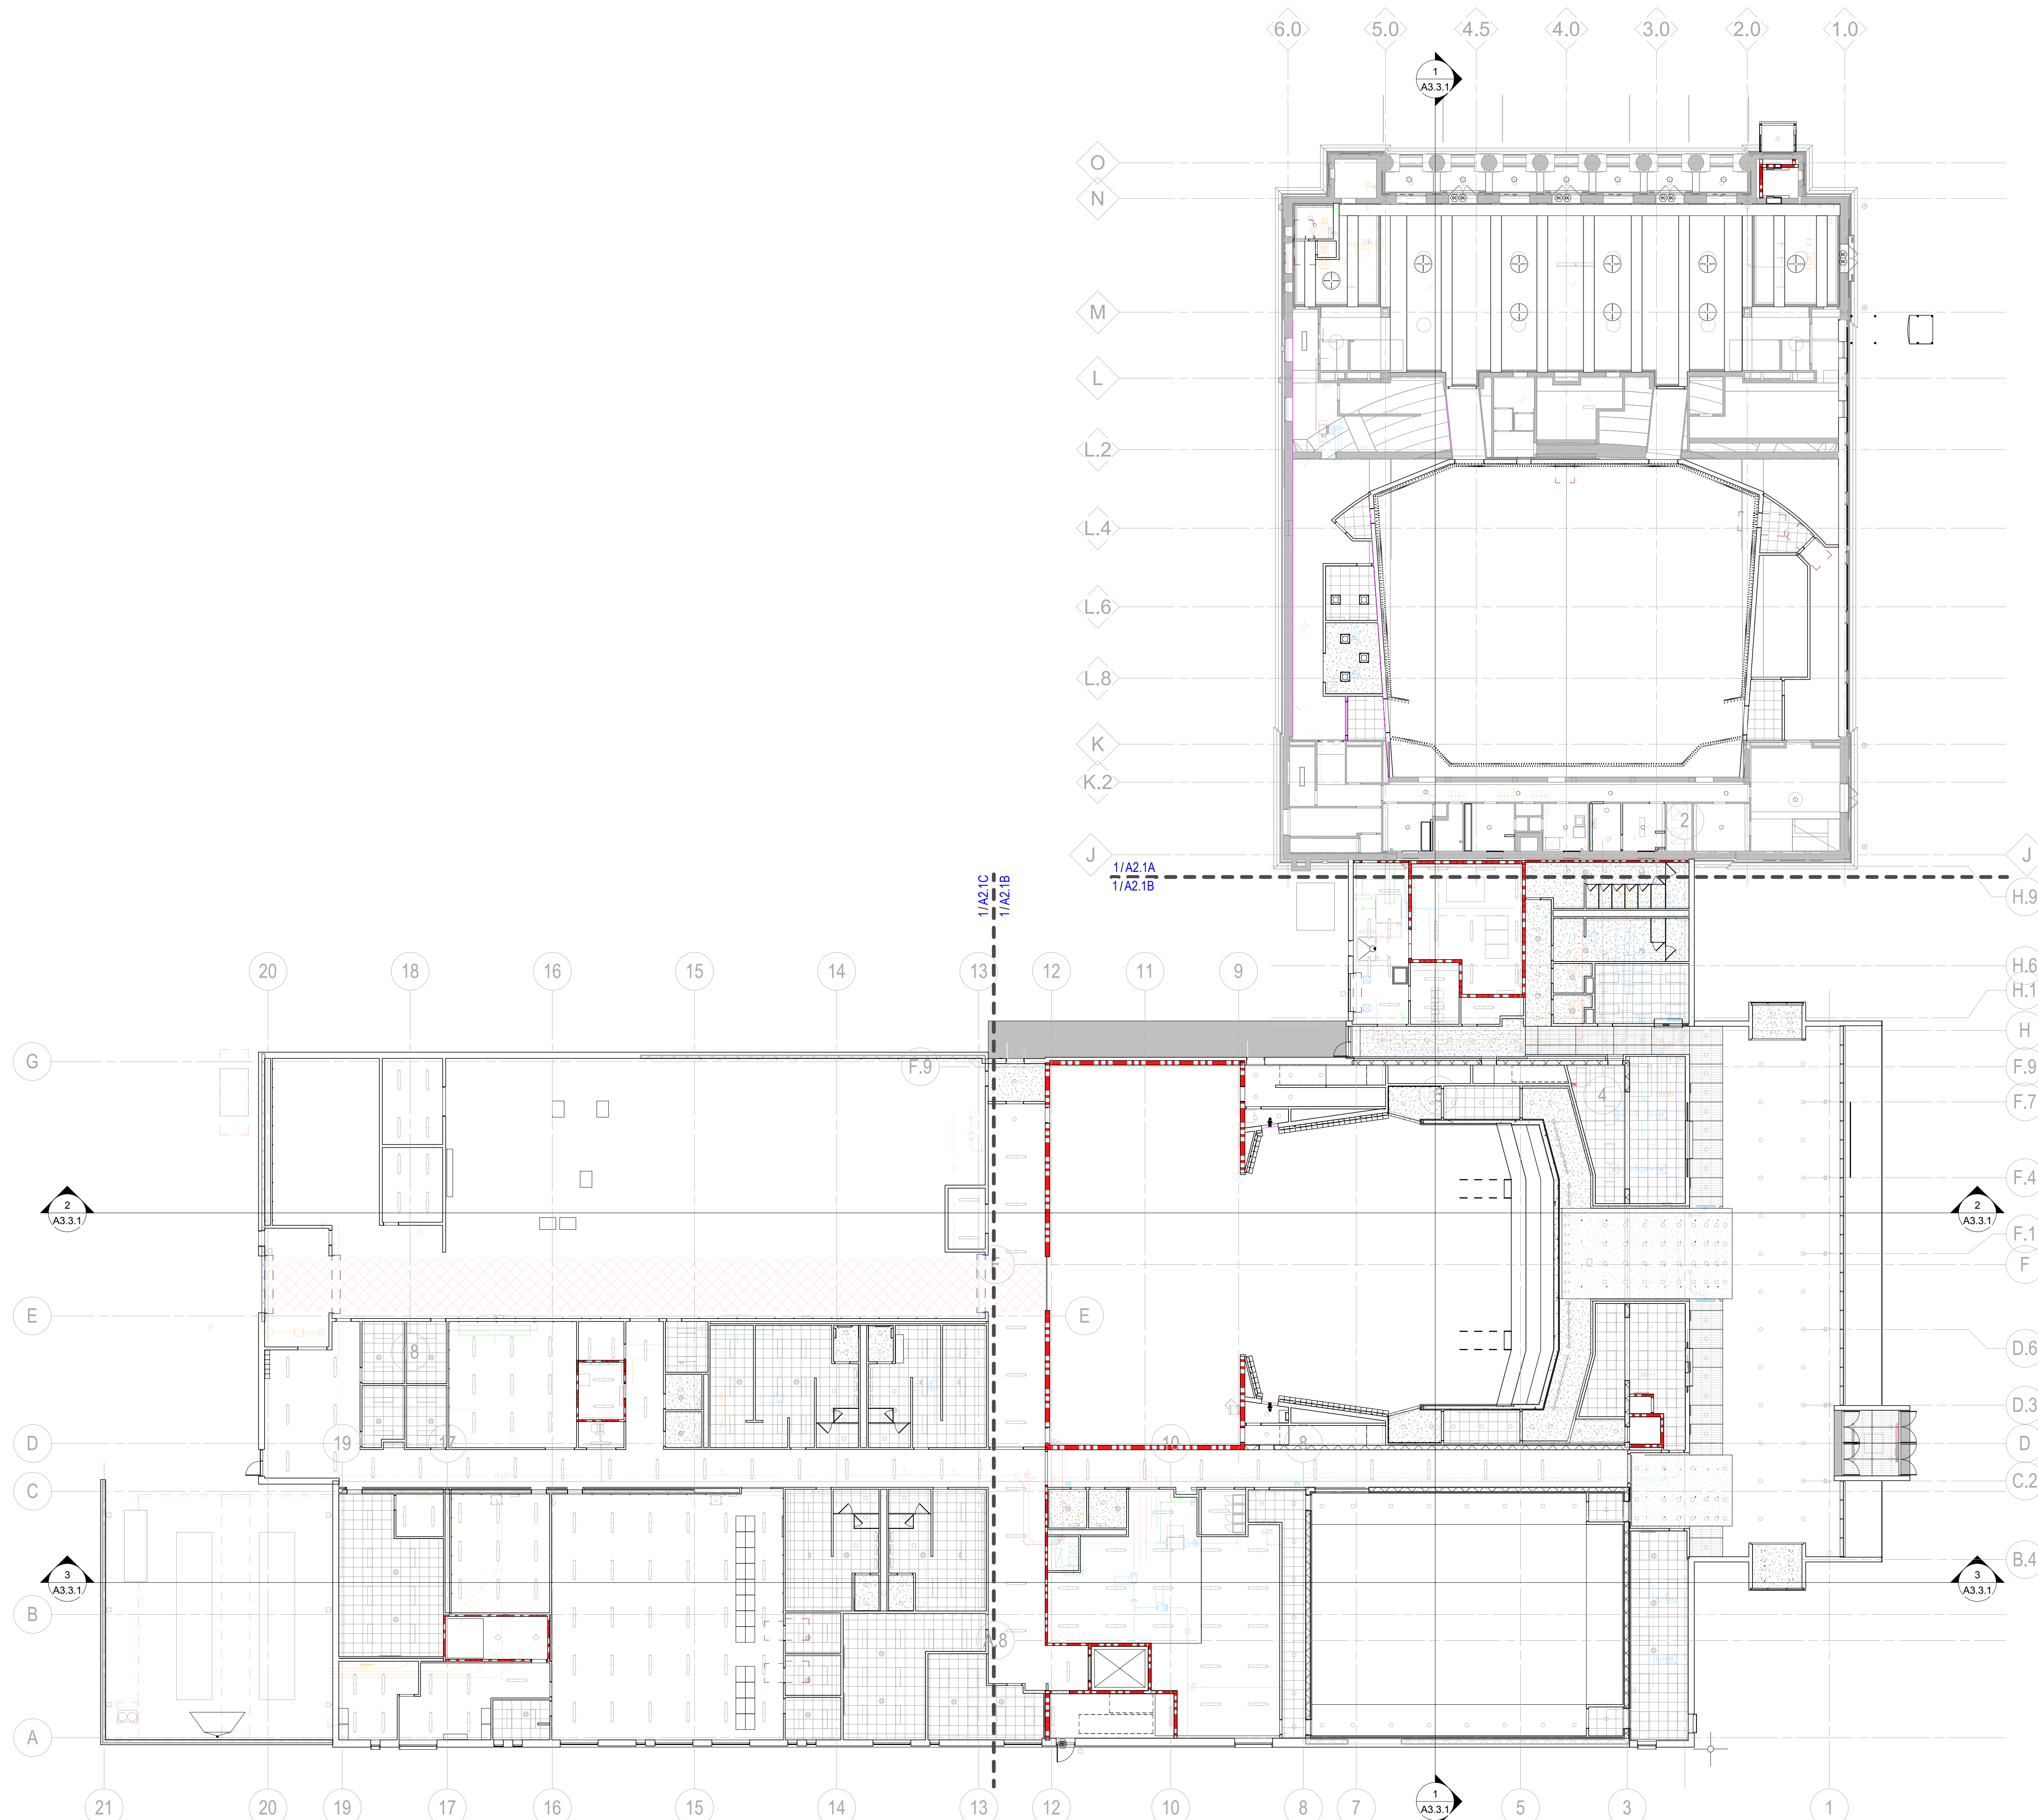 6.0 5.0 4.5 4.0 3.0 2.0 1.0
1
A3.3.1
O
N
M
L
L.2
L.4
L.6
L.8
K
K.2
2
J J
1/A2.1A
1/A2.1B
1/A2.1C
1/A2.1B
H.9
20 18 16 15 14 13 12 11 9
H.6
H.1
H
G
F.9
F.9
3
4
F.7
F.4
2
A3.3.1
2
A3.3.1
F.1
F
E
E
18
D.6
D.3
D
19
17
10
8
D
C
C.2
B.4
3
A3.3.1
3
A3.3.1
B
A.8
A
21 20 19 17 16 15 14 13 12 10 8 7
1
A3.3.1
5 3 1